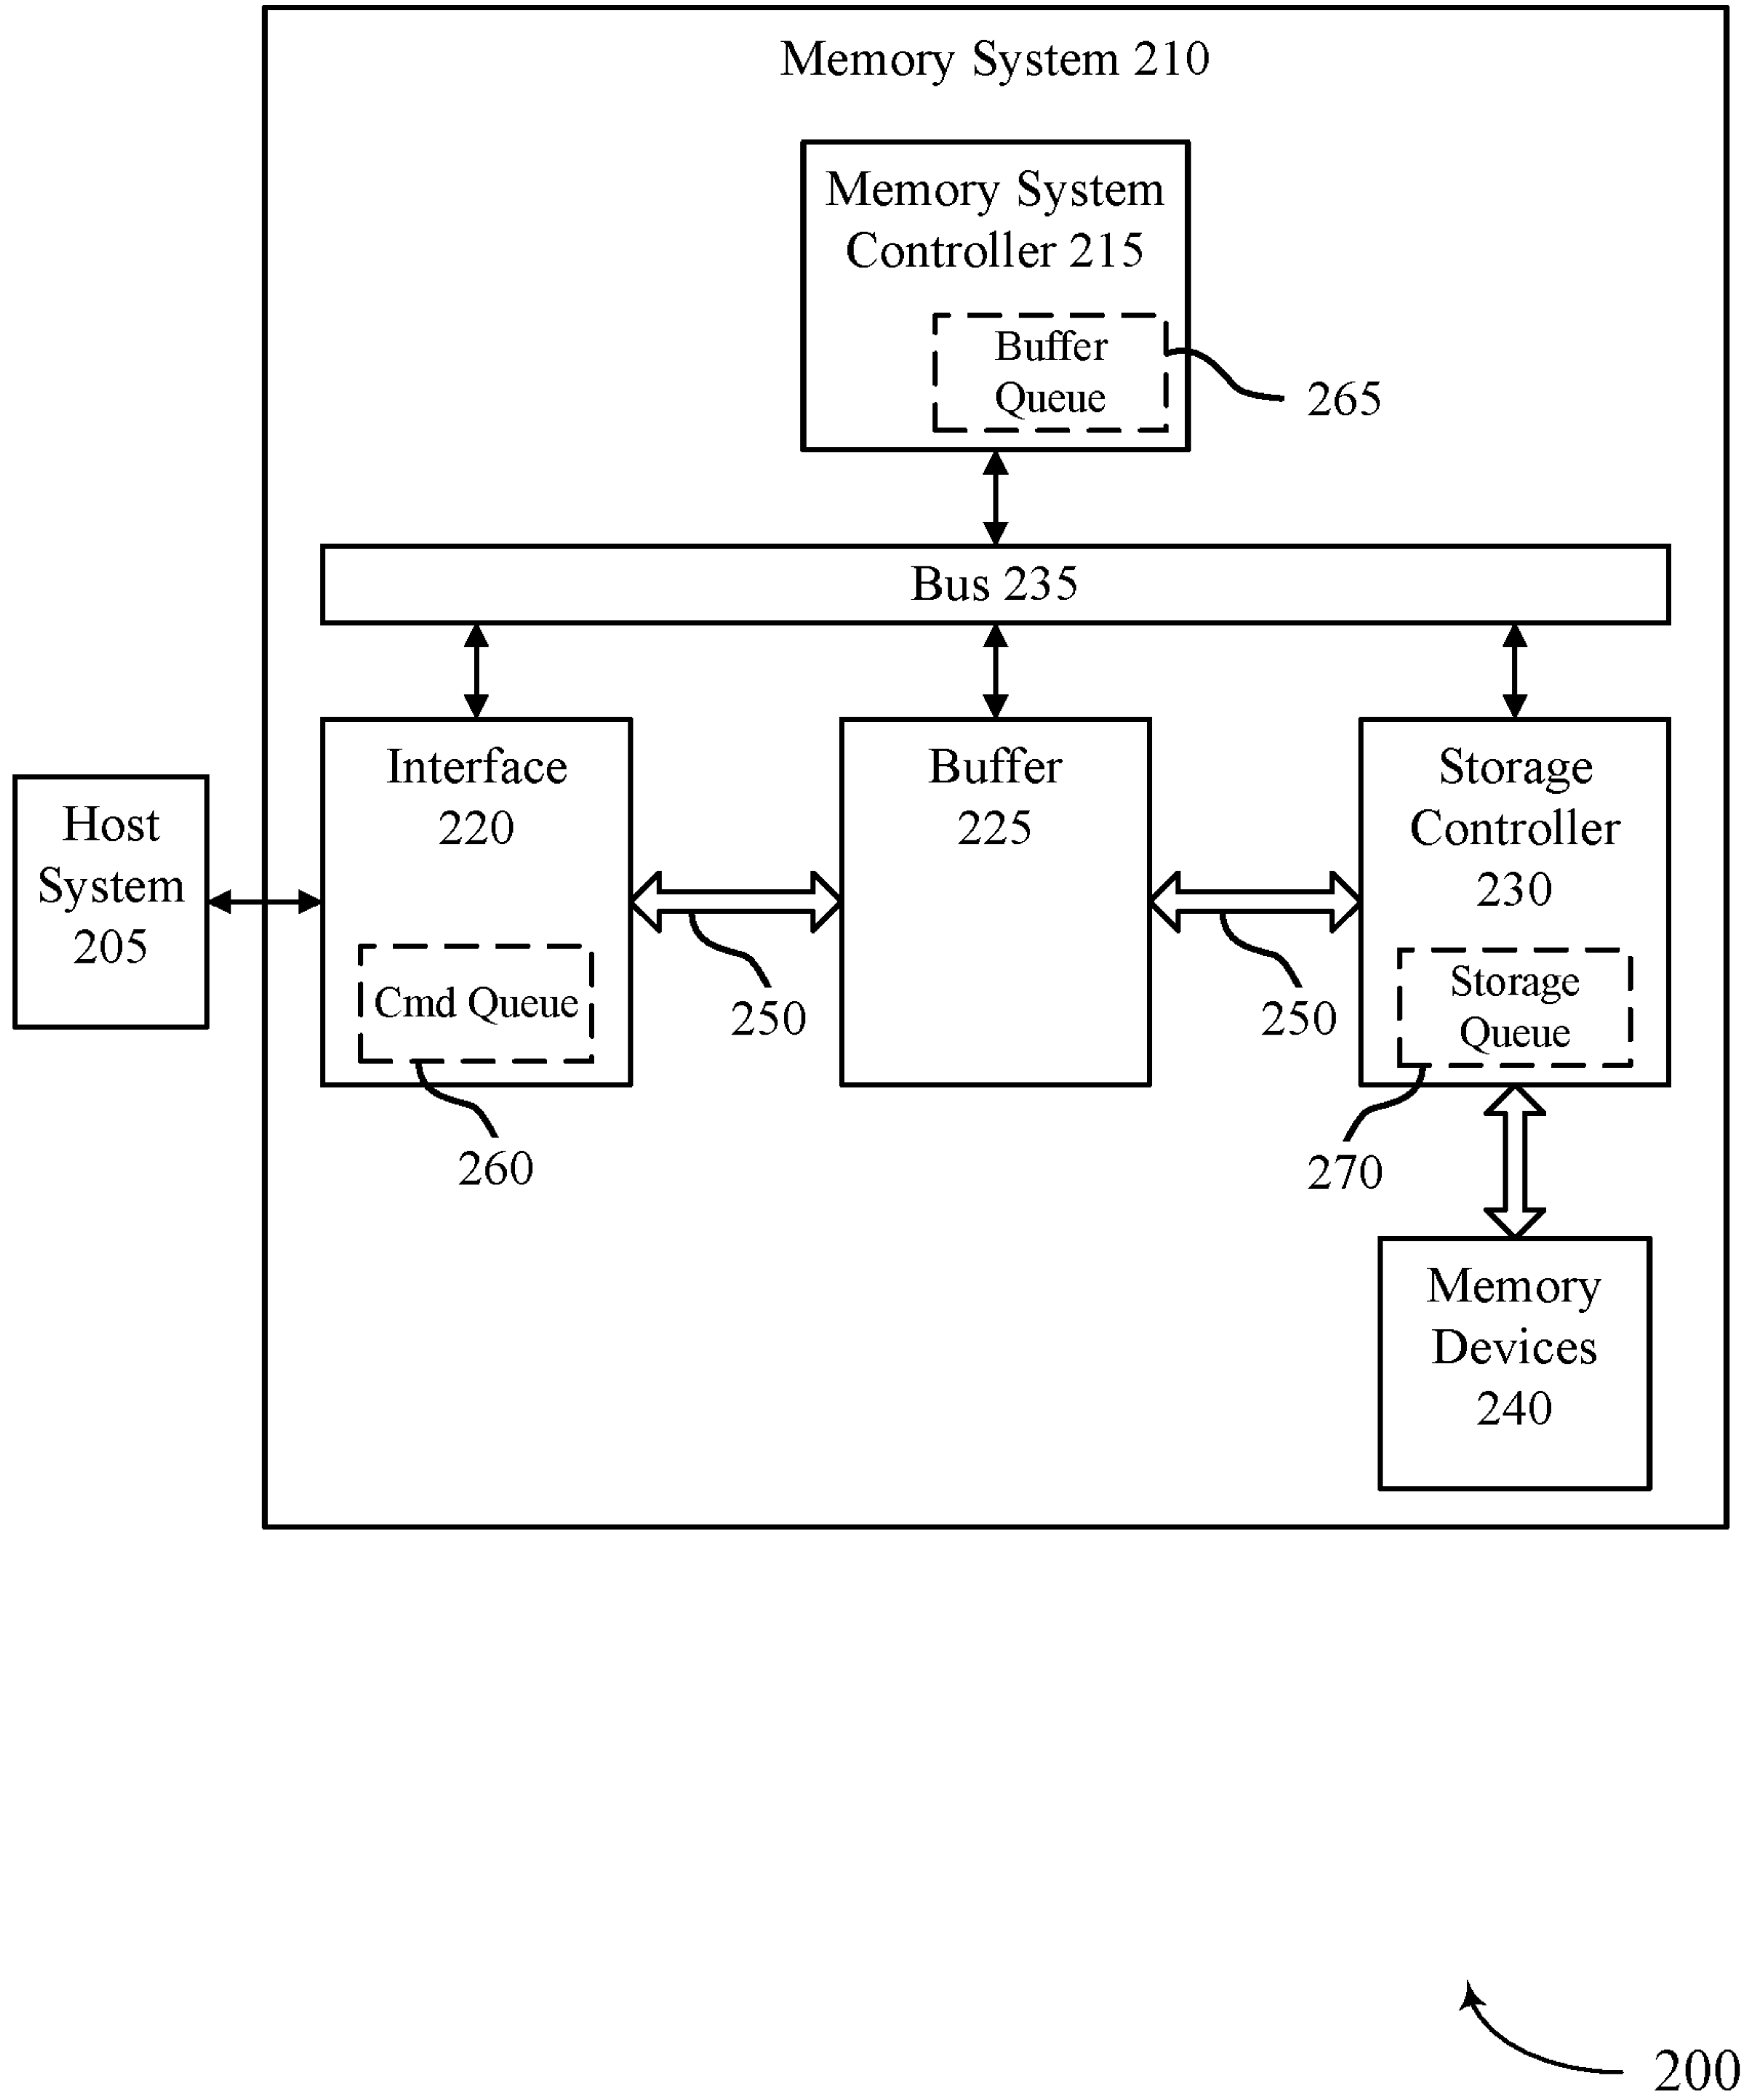 Memory System 210
Memory System
Controller 215
Buffer
Queue
265
Bus 235
Host
System
205
Interface
220
Cmd Queue
260
250
Buffer
225
250
Storage
Controller
230
Storage
Queue
270
Memory
Devices
240
200